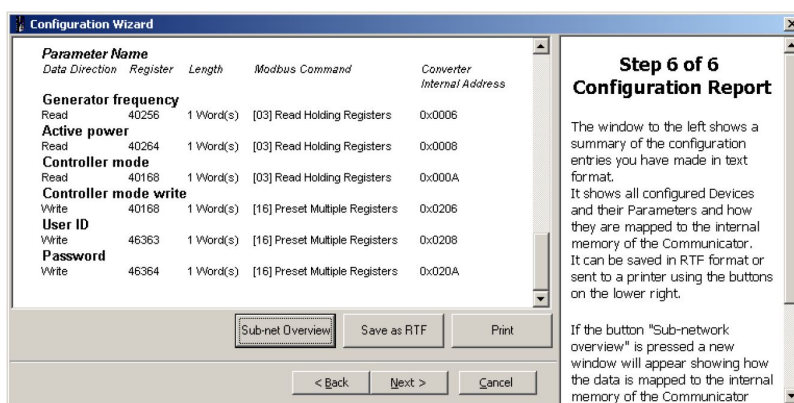 Configuration Wizard
Parameter Name
Data Direction Register Length Modbus Command Converter Internal Address
Generator frequency
Read 40256 1 Word(s) [03] Read Holding Registers 0x0006
Active power
Read 40264 1 Word(s) [03] Read Holding Registers 0x0008
Controller mode
Read 40168 1 Word(s) [03] Read Holding Registers 0x000A
Controller mode write
Write 40168 1 Word(s) [16] Preset Multiple Registers 0x0206
User ID
Write 46363 1 Word(s) [16] Preset Multiple Registers 0x0208
Password
Write 46364 1 Word(s) [16] Preset Multiple Registers 0x020A
Sub-net Overview Save as RTF Print
< Back Next > Cancel
Step 6 of 6
Configuration Report
The window to the left shows a
summary of the configuration
entries you have made in text
format.
It shows all configured Devices
and their Parameters and how
they are mapped to the internal
memory of the Communicator.
It can be saved in RTF format or
sent to a printer using the buttons
on the lower right.
If the button "Sub-network
overview" is pressed a new
window will appear showing how
the data is mapped to the internal
memory of the Communicator